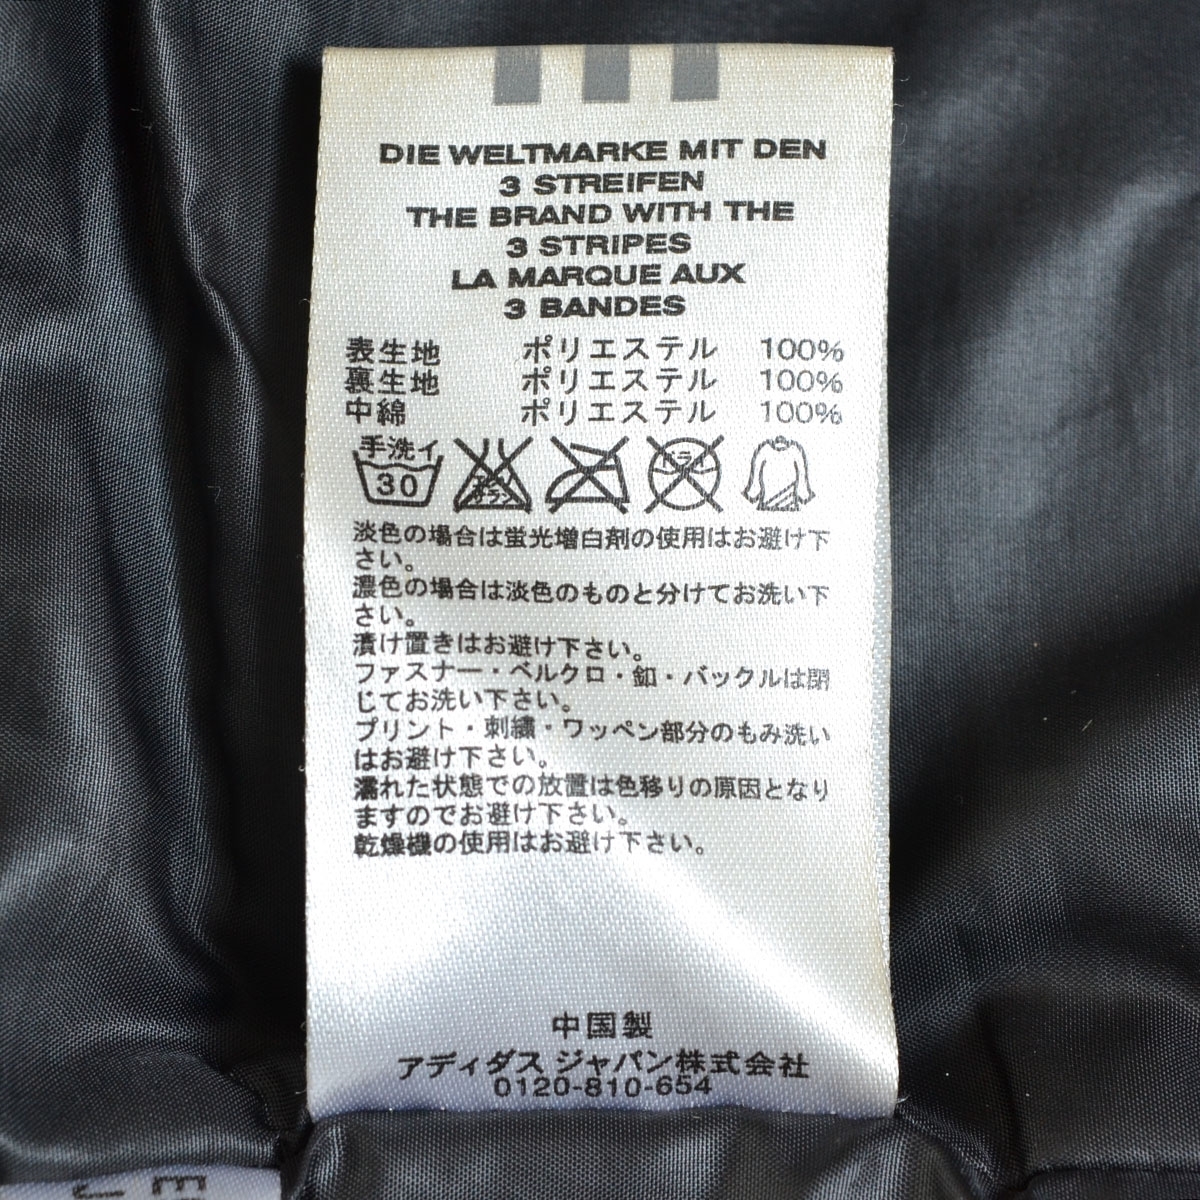 DIE WELTMARKE MIT DEN
3 STREIFEN
THE BRAND WITH THE
3 STRIPES
LA MARQUE AUX
3 BANDES
表生地 ポリエステル 100%
裏生地 ポリエステル 100%
中綿 ポリエステル 100%
手洗イ
30
エンソ
サラシ
ドライ
淡色の場合は蛍光増白剤の使用はお避け下
さい。
濃色の場合は淡色のものと分けてお洗い下
さい。
漬け置きはお避け下さい。
ファスナー・ベルクロ・釦・バックルは閉
じてお洗い下さい。
プリント・刺繍・ワッペン部分のもみ洗い
はお避け下さい。
濡れた状態での放置は色移りの原因となり
ますのでお避け下さい。
乾燥機の使用はお避け下さい。
中国製
アディダス ジャパン株式会社
0120-810-654